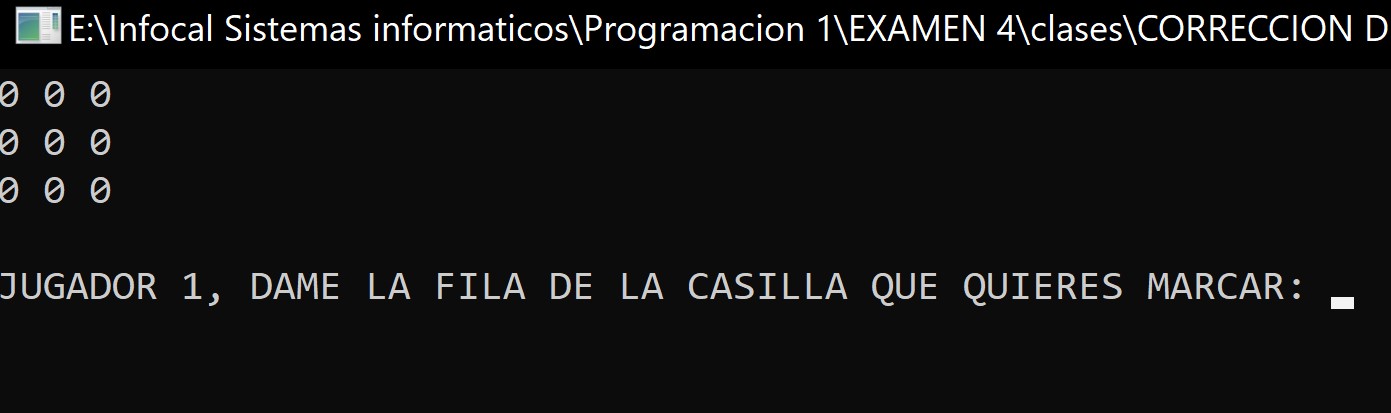 E:\Infocal Sistemas informaticos\Programacion 1\EXAMEN 4\clases\CORRECCION D
0 0 0
0 0 0
0 0 0
JUGADOR 1, DAME LA FILA DE LA CASILLA QUE QUIERES MARCAR: